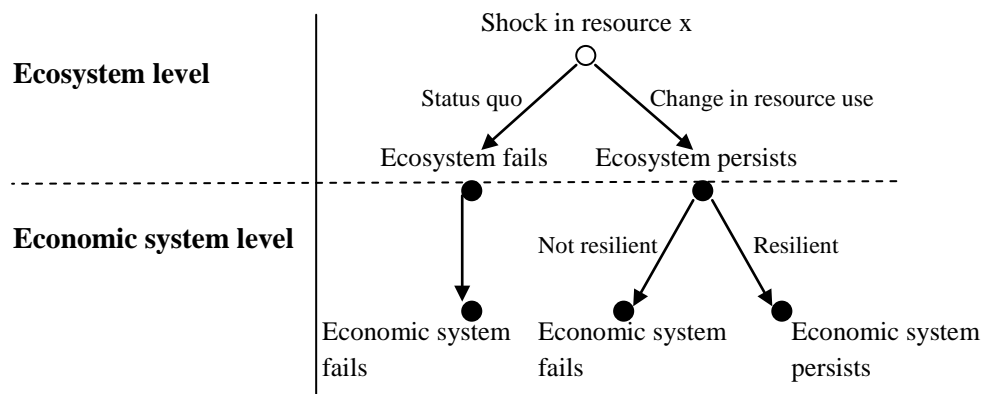 Shock in resource x
Ecosystem level
Status quo
Change in resource use
Ecosystem fails
Ecosystem persists
Economic system level
Not resilient
Resilient
Economic system
fails
Economic system
fails
Economic system
persists